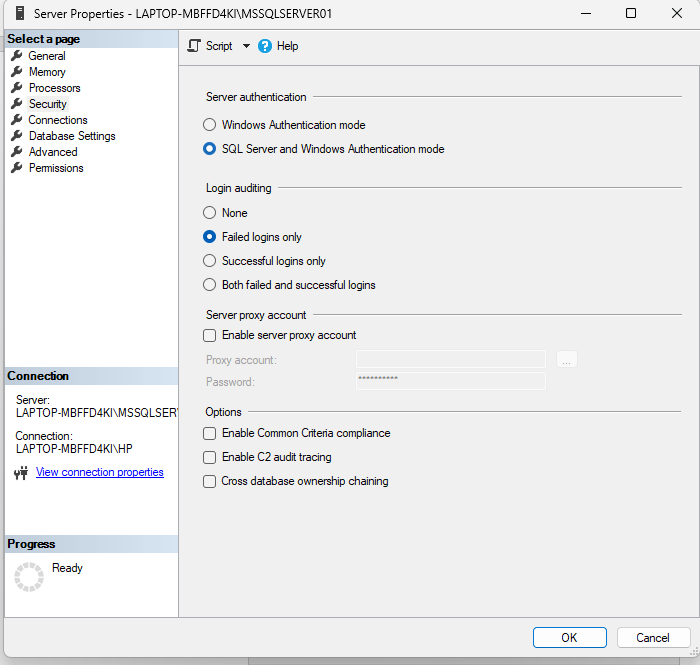 Server Properties - LAPTOP-MBFFD4KI\MSSQLSERVER01
Select a page
General
Memory
Processors
Security
Connections
Database Settings
Advanced
Permissions
Script
Help
Server authentication
Windows Authentication mode
SQL Server and Windows Authentication mode
Login auditing
None
Failed logins only
Successful logins only
Both failed and successful logins
Server proxy account
Enable server proxy account
Proxy account:
...
Password:
**********
Options
Enable Common Criteria compliance
Enable C2 audit tracing
Cross database ownership chaining
Connection
Server:
LAPTOP-MBFFD4KI\MSSQLSER
Connection:
LAPTOP-MBFFD4KI\HP
View connection properties
Progress
Ready
OK
Cancel